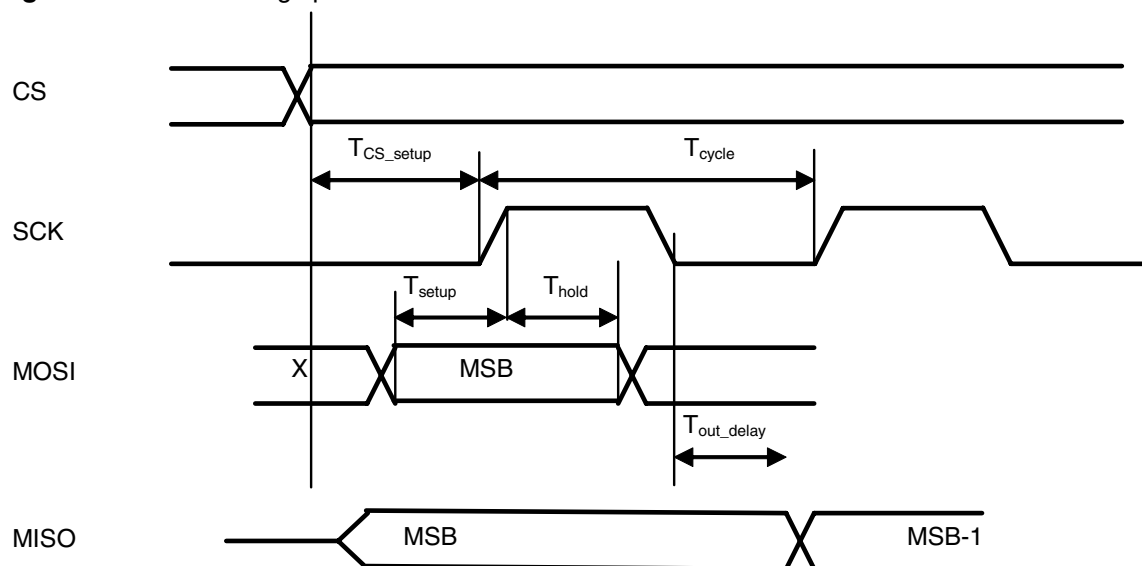 CS
T_CS_setup T_cycle
SCK
T_setup T_hold
X MSB
MOSI
T_out_delay
MISO MSB MSB-1